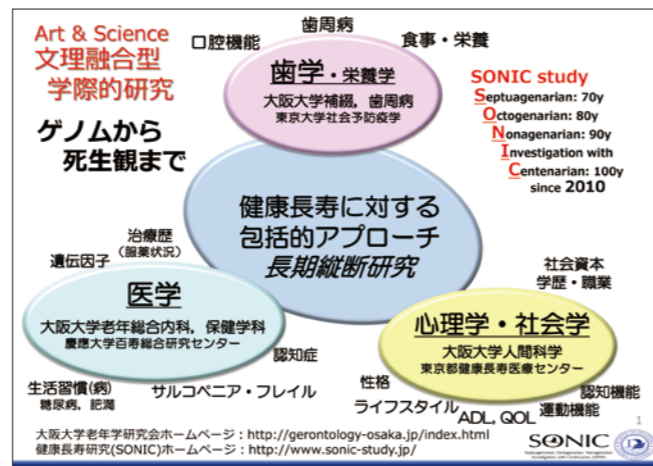 Art & Science
文理融合型
学際的研究
ゲノムから
死生観まで
口腔機能
歯周病
食事・栄養
歯学・栄養学
大阪大学補綴，歯周病
東京大学社会予防疫学
SONIC study
Septuagenarian: 70y
Octogenarian: 80y
Nonagenarian: 90y
Investigation with
Centenarian: 100y
since 2010
健康長寿に対する
包括的アプローチ
長期縦断研究
治療歴
（服薬状況）
遺伝因子
医学
大阪大学老年総合内科，保健学科
慶應大学百寿総合研究センター
認知症
生活習慣(病)
糖尿病，肥満
サルコペニア・フレイル
社会資本
学歴・職業
心理学・社会学
大阪大学人間科学
東京都健康長寿医療センター
性格
ライフスタイル
ADL, QOL
認知機能
運動機能
1
大阪大学老年学研究会ホームページ：http://gerontology-osaka.jp/index.html
健康長寿研究(SONIC)ホームページ：http://www.sonic-study.jp/
SONIC